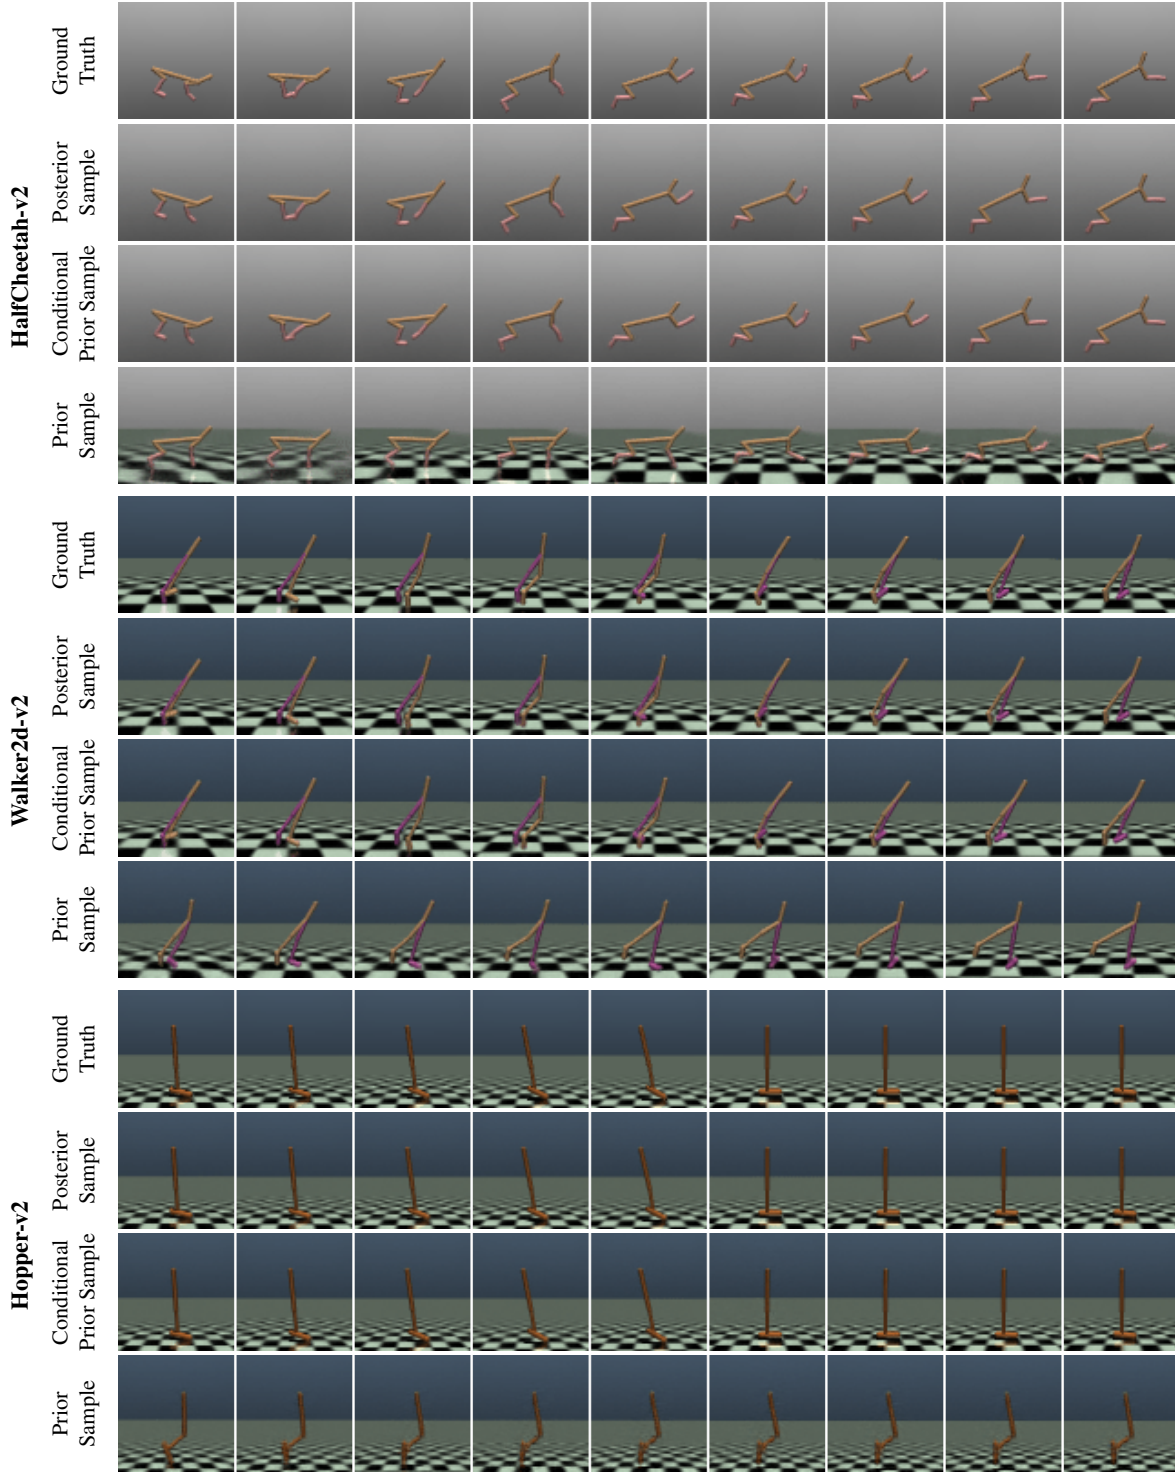 HalfCheetah-v2
Ground
Truth
Posterior
Sample
Conditional
Prior Sample
Prior
Sample
Walker2d-v2
Ground
Truth
Posterior
Sample
Conditional
Prior Sample
Prior
Sample
Hopper-v2
Ground
Truth
Posterior
Sample
Conditional
Prior Sample
Prior
Sample